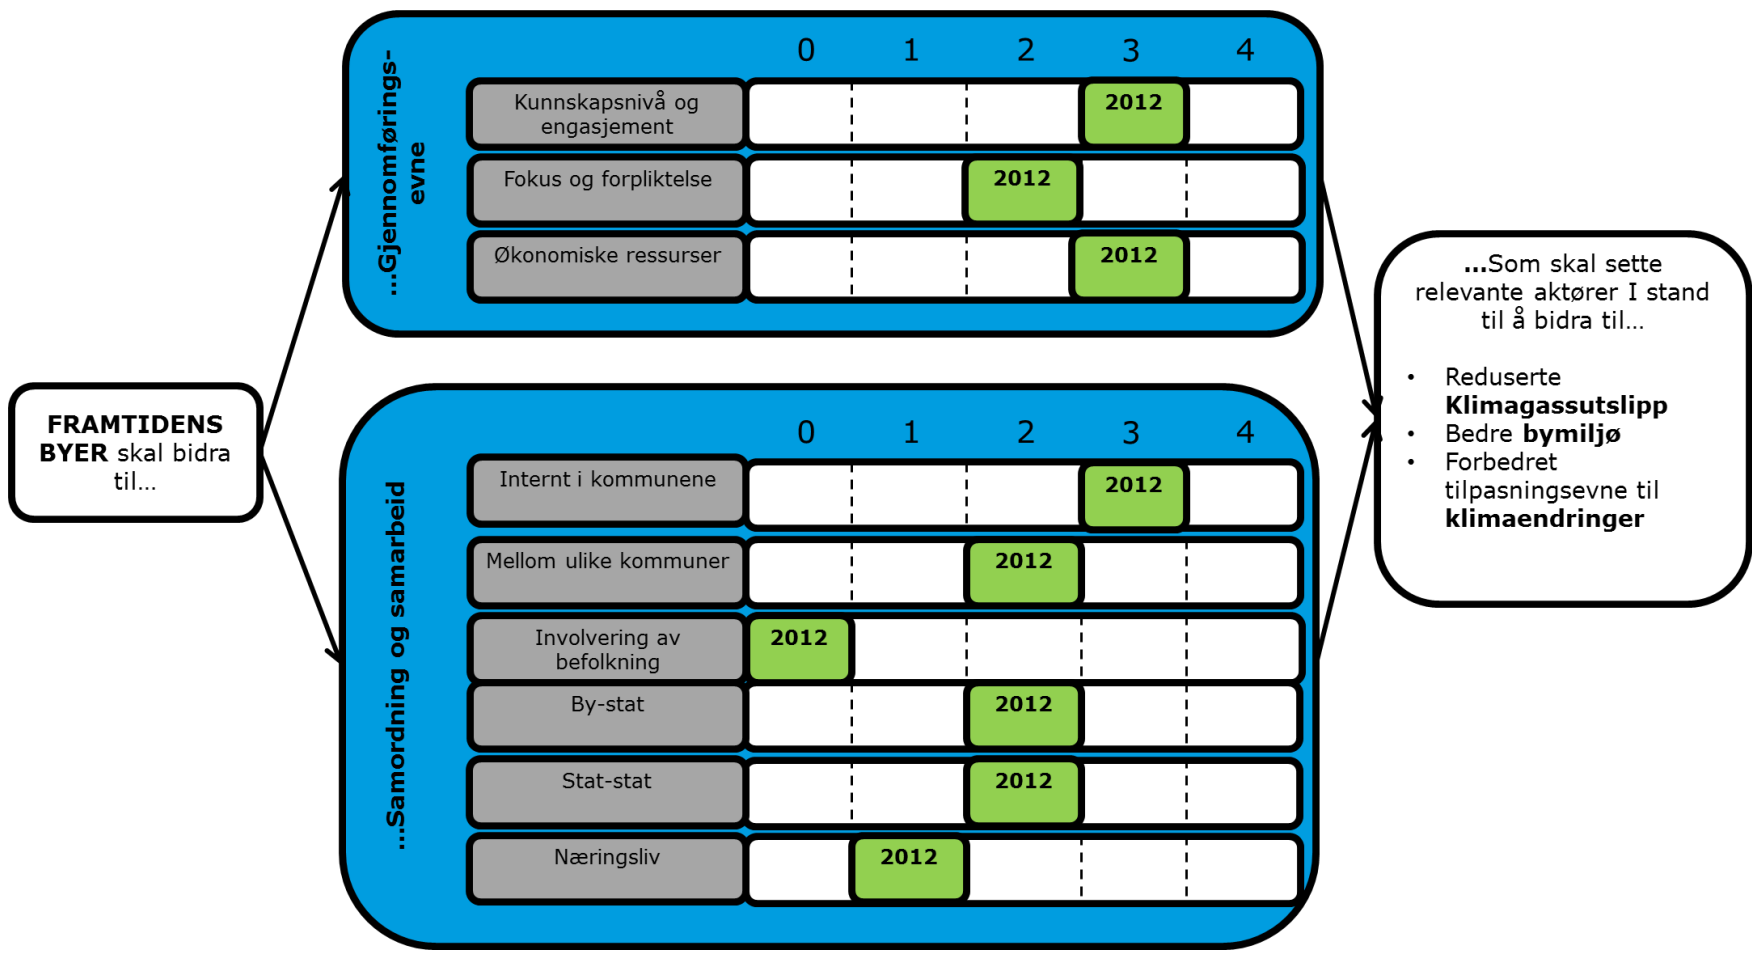 FRAMTIDENS
BYER skal bidra
til...
...Gjennomførings-
evne
0 1 2 3 4
Kunnskapsnivå og
engasjement
2012
Fokus og forpliktelse
2012
Økonomiske ressurser
2012
...Samordning og samarbeid
0 1 2 3 4
Internt i kommunene
2012
Mellom ulike kommuner
2012
Involvering av
befolkning
2012
By-stat
2012
Stat-stat
2012
Næringsliv
2012
...Som skal sette
relevante aktører I stand
til å bidra til...
• Reduserte
Klimagassutslipp
• Bedre bymiljø
• Forbedret
tilpasningsevne til
klimaendringer